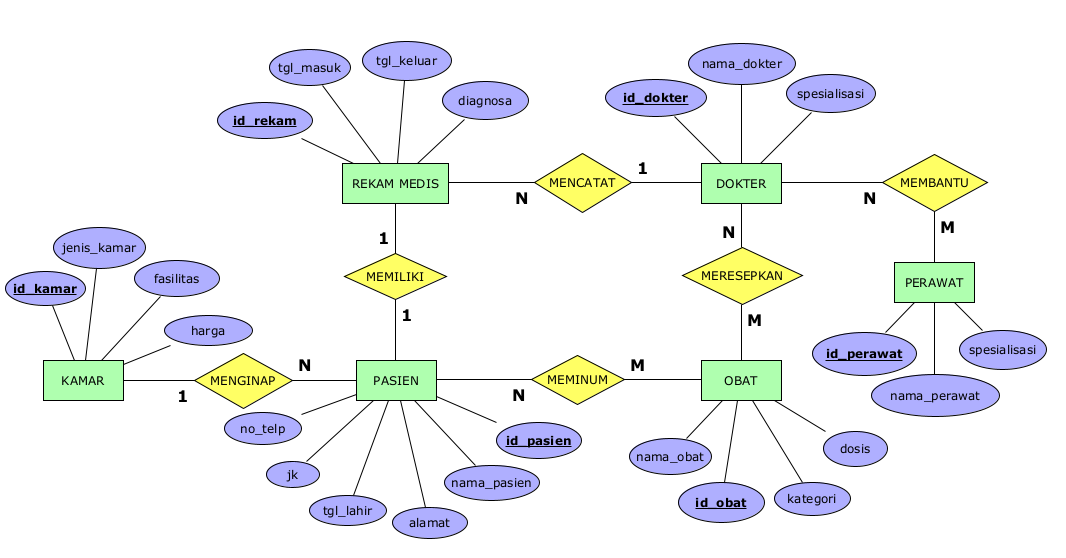 tgl_masuk
tgl_keluar
diagnosa
id_rekam
nama_dokter
id_dokter
spesialisasi
REKAM MEDIS
N
MENCATAT
1
DOKTER
N
MEMBANTU
M
1
MEMILIKI
1
N
MERESEPKAN
M
PERAWAT
id_perawat
nama_perawat
spesialisasi
jenis_kamar
id_kamar
fasilitas
harga
KAMAR
1
MENGINAP
N
PASIEN
N
MEMINUM
M
OBAT
no_telp
jk
tgl_lahir
alamat
nama_pasien
id_pasien
nama_obat
id_obat
kategori
dosis